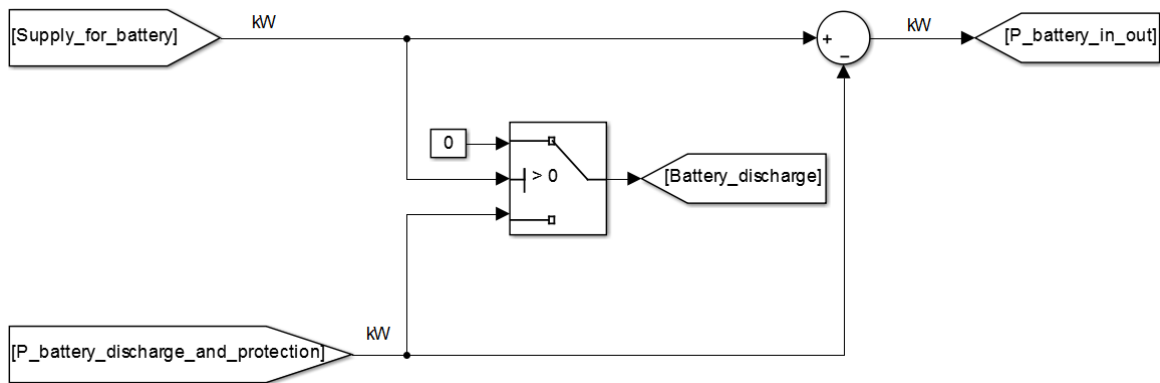 kW
[Supply_for_battery]
+
−
kW
[P_battery_in_out]
0
> 0
[Battery_discharge]
kW
[P_battery_discharge_and_protection]